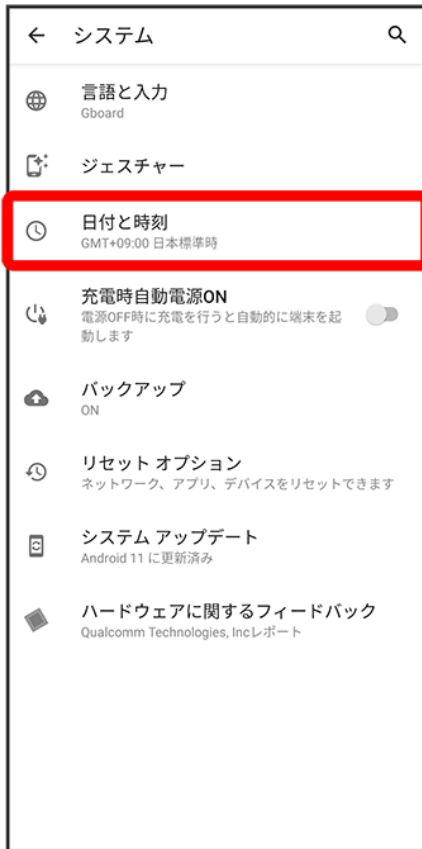 システム
言語と入力
Gboard
ジェスチャー
日付と時刻
GMT+09:00 日本標準時
充電時自動電源ON
電源OFF時に充電を行うと自動的に端末を起
動します
バックアップ
ON
リセット オプション
ネットワーク、アプリ、デバイスをリセットできます
システム アップデート
Android 11 に更新済み
ハードウェアに関するフィードバック
Qualcomm Technologies, Incレポート